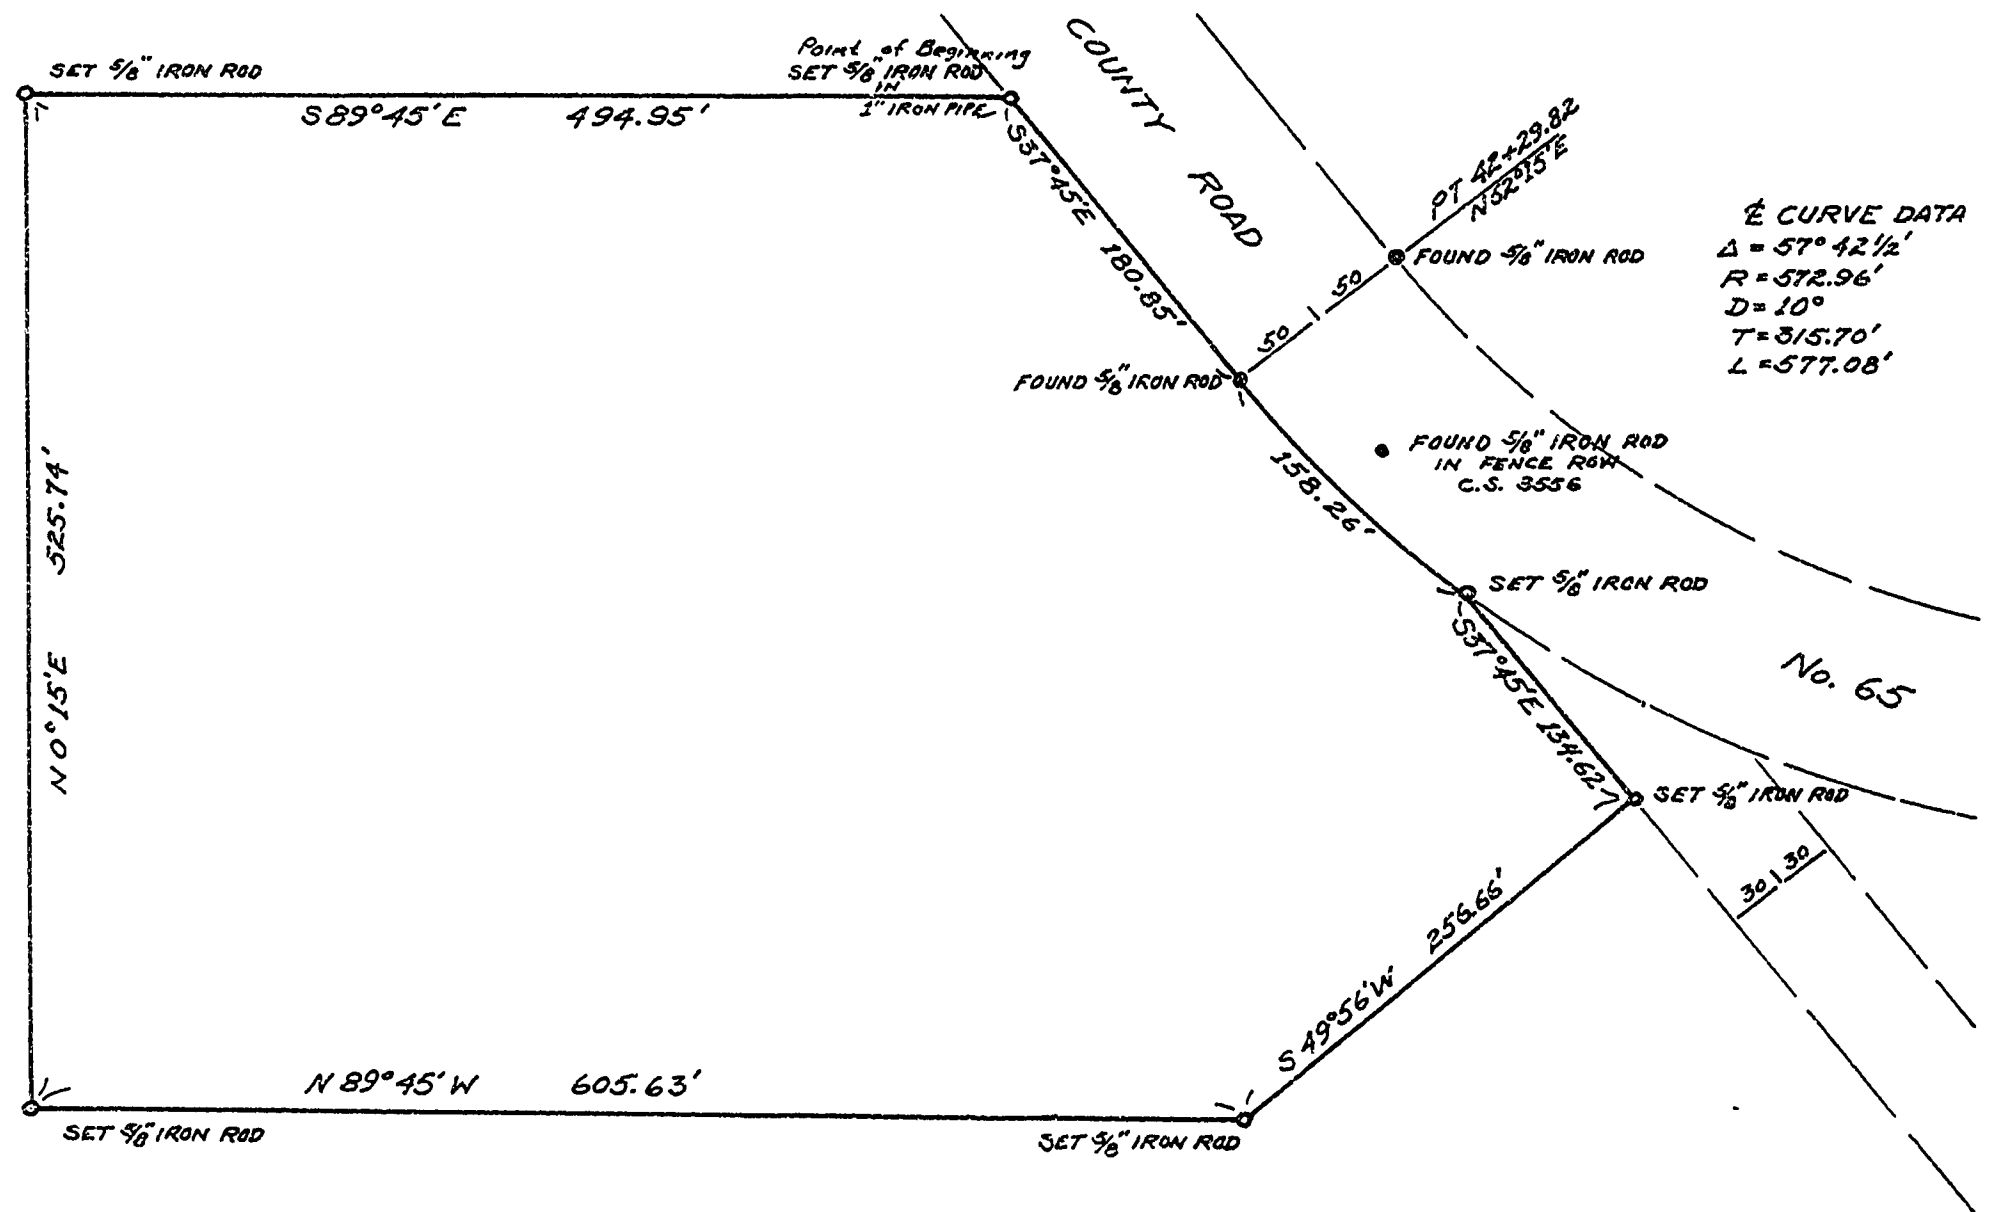 SET 5/8" IRON ROD
Point of Beginning
SET 5/8" IRON ROD
IN
1" IRON PIPE
S89°45'E 494.95'
COUNTY ROAD
S37°45'E 180.85'
PT 42+29.82
N52°15'E
FOUND 5/8" IRON ROD
50 50
FOUND 5/8" IRON ROD
℄ CURVE DATA
Δ = 57°42½'
R = 572.96'
D = 10°
T = 315.70'
L = 577.08'
158.26'
FOUND 5/8" IRON ROD
IN FENCE ROW
C.S. 3556
SET 5/8" IRON ROD
S37°45'E 134.62
No. 65
SET 5/8" IRON ROD
30 30
N0°15'E 525.74'
S49°56'W 256.66'
N89°45'W 605.63'
SET 5/8" IRON ROD
SET 5/8" IRON ROD